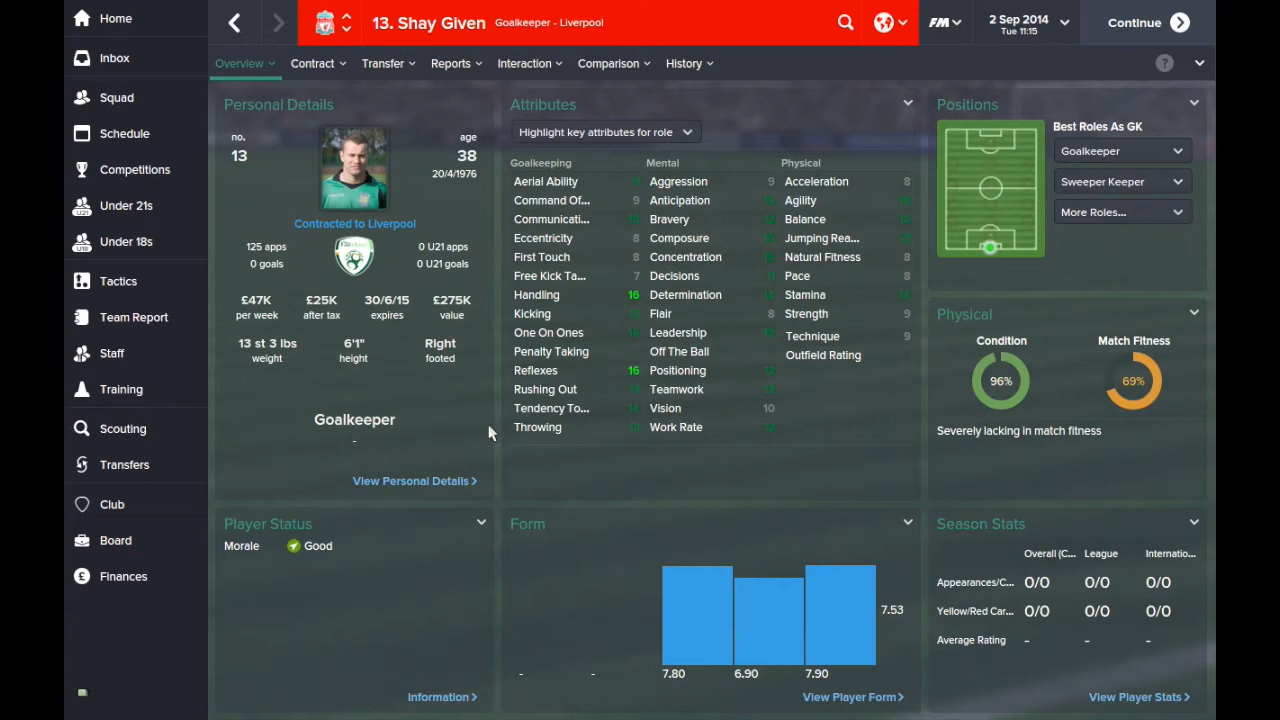 Home
Inbox
Squad
Schedule
Competitions
U21
Under 21s
U18
Under 18s
Tactics
Team Report
Staff
Training
Scouting
Transfers
Club
Board
Finances
13. Shay Given Goalkeeper - Liverpool
FM
2 Sep 2014
Tue 11:15
Continue
Overview Contract Transfer Reports Interaction Comparison History
?
Personal Details
no.
13
age
38
20/4/1976
Contracted to Liverpool
125 apps
0 goals
0 U21 apps
0 U21 goals
£47K
per week
£25K
after tax
30/6/15
expires
£275K
value
13 st 3 lbs
weight
6'1"
height
Right
footed
Goalkeeper
-
View Personal Details
Attributes
Highlight key attributes for role
Goalkeeping Mental Physical
Aerial Ability Aggression 9 Acceleration 8
Command Of... 9 Anticipation Agility
Communicati... Bravery Balance
Eccentricity 8 Composure Jumping Rea...
First Touch 8 Concentration Natural Fitness 8
Free Kick Ta... 7 Decisions Pace 8
Handling 16 Determination Stamina
Kicking Flair 8 Strength 9
One On Ones Leadership Technique 9
Penalty Taking Off The Ball Outfield Rating
Reflexes 16 Positioning 12
Rushing Out Teamwork 12
Tendency To... Vision 10
Throwing Work Rate 12
Positions
Best Roles As GK
Goalkeeper
Sweeper Keeper
More Roles...
Physical
Condition
96%
Match Fitness
69%
Severely lacking in match fitness
Player Status
Morale Good
Information
Form
7.53
- - 7.80 6.90 7.90
View Player Form
Season Stats
Overall (C... League Internatio...
Appearances/C... 0/0 0/0 0/0
Yellow/Red Car... 0/0 0/0 0/0
Average Rating - - -
View Player Stats